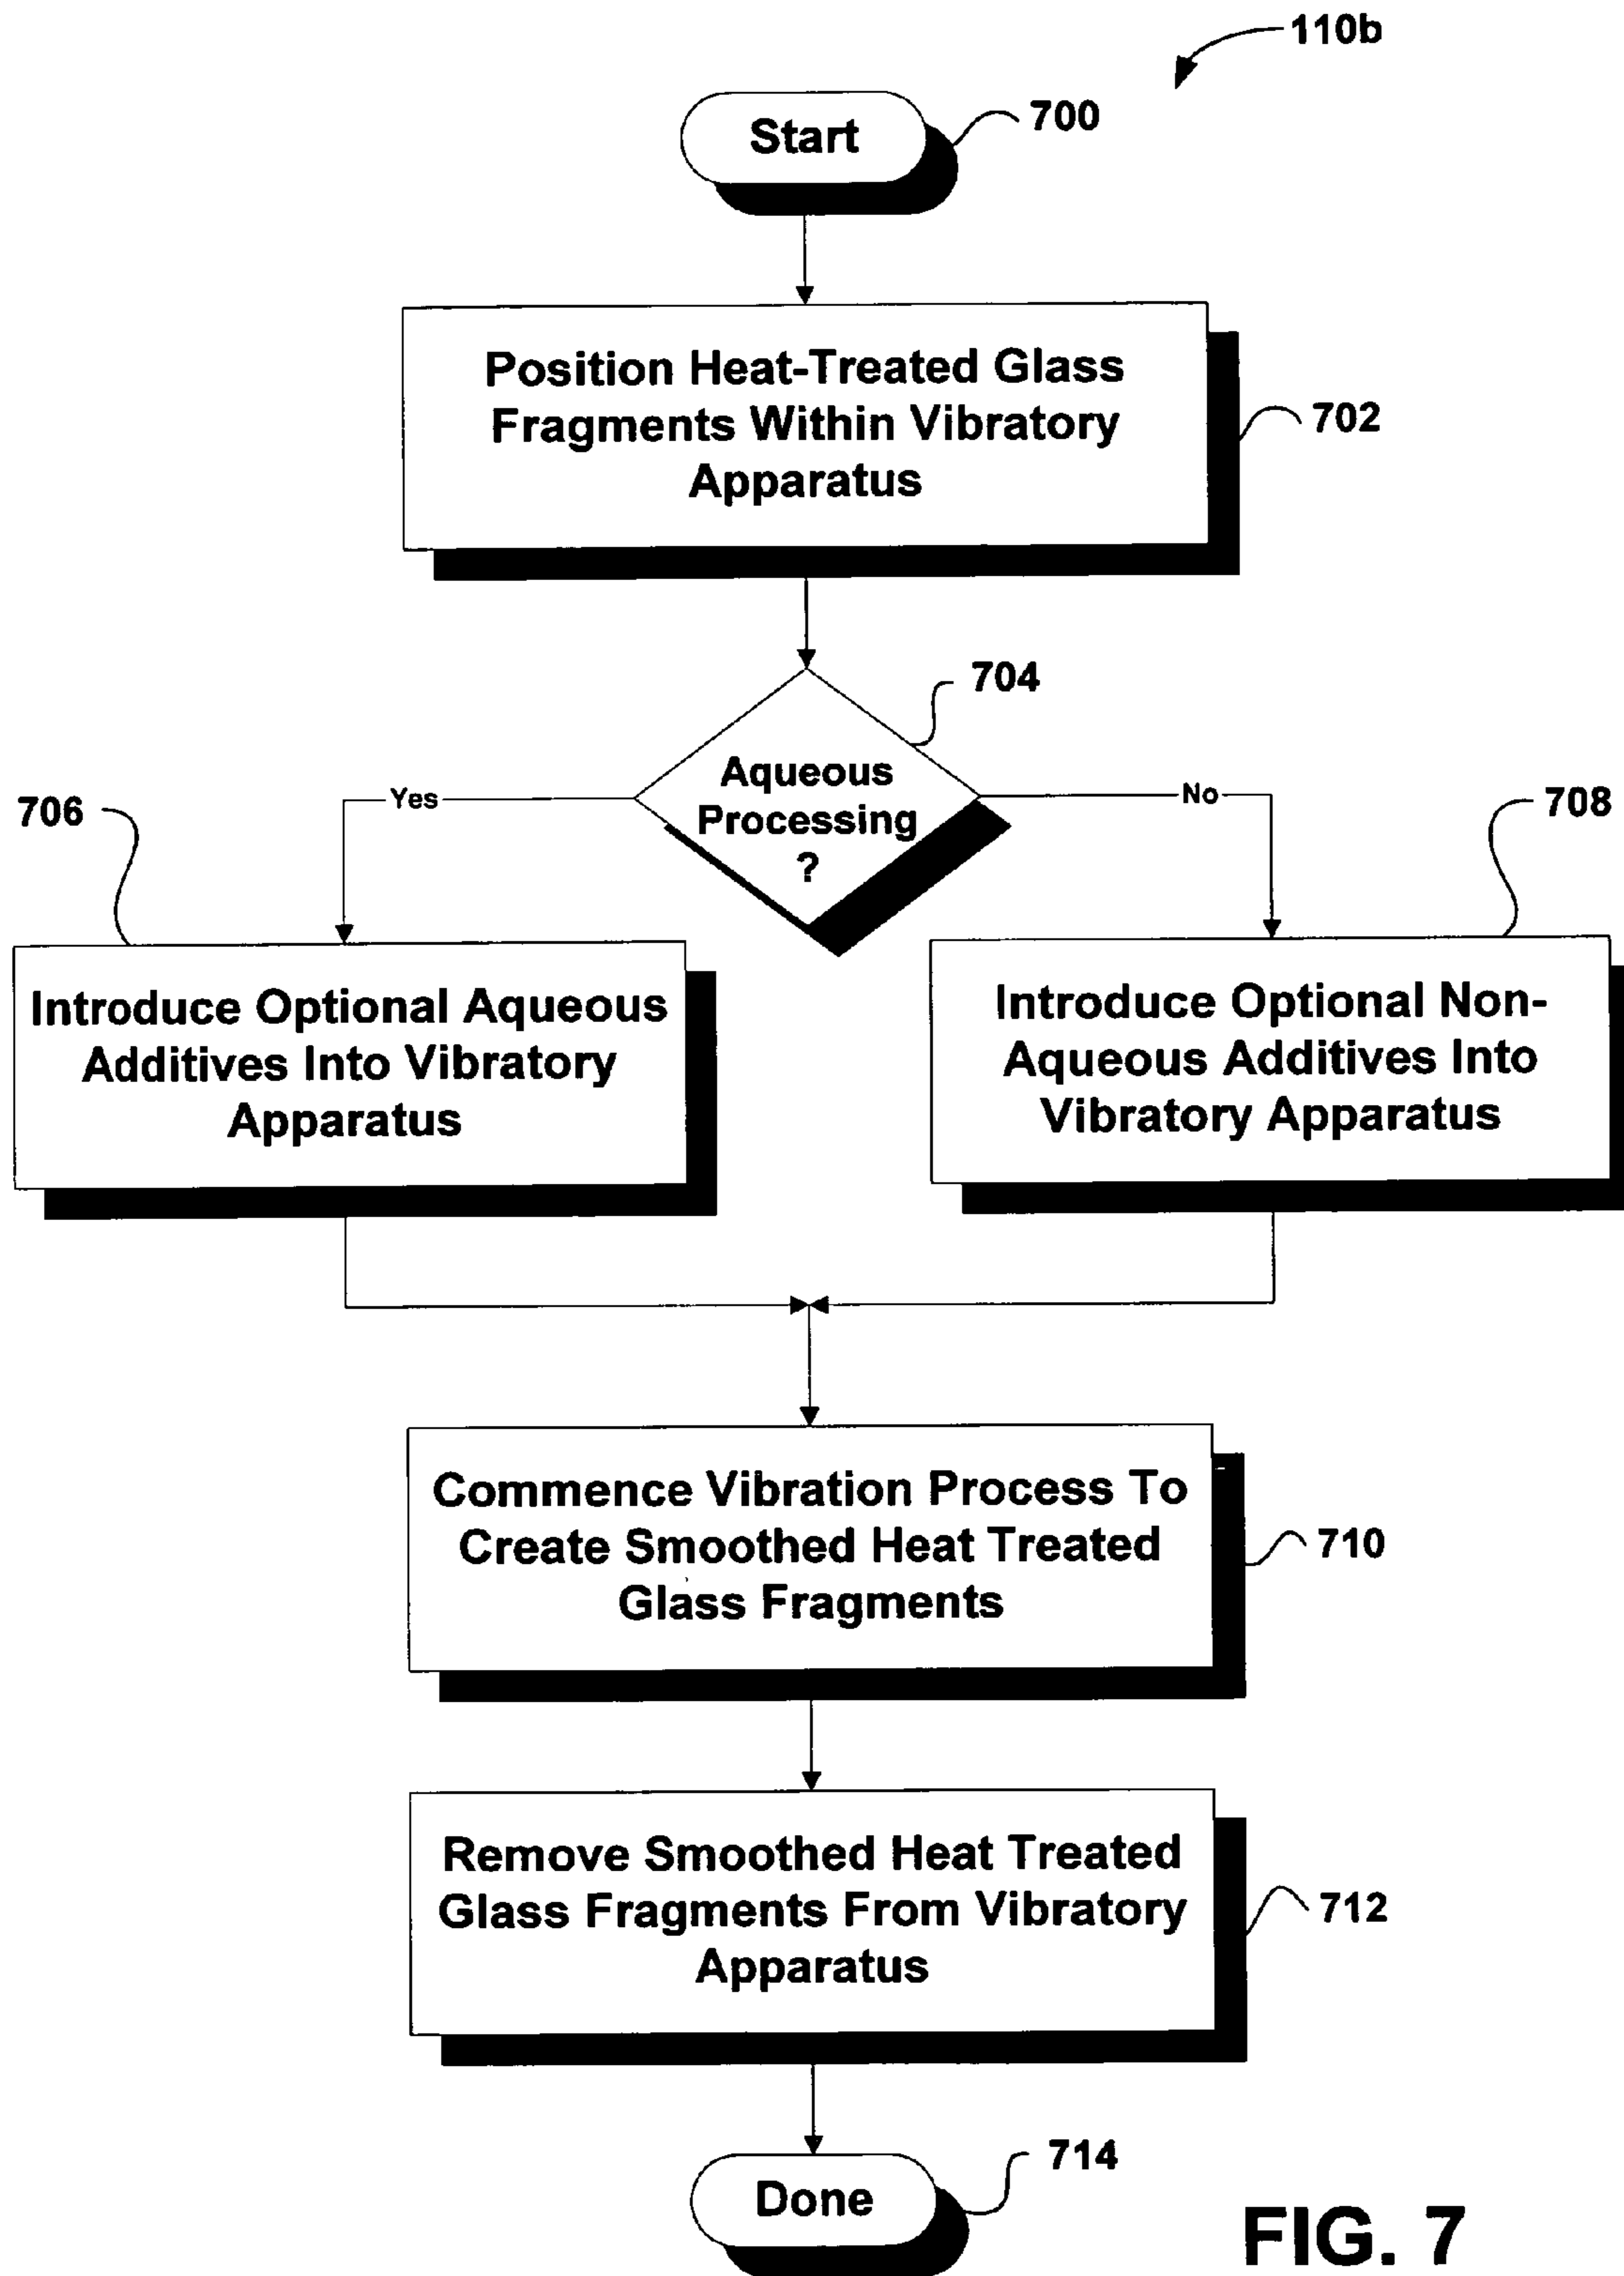 110b
Start
700
Position Heat-Treated Glass
Fragments Within Vibratory
Apparatus
702
704
Aqueous
Processing
?
Yes
No
706
708
Introduce Optional Aqueous
Additives Into Vibratory
Apparatus
Introduce Optional Non-
Aqueous Additives Into
Vibratory Apparatus
Commence Vibration Process To
Create Smoothed Heat Treated
Glass Fragments
710
Remove Smoothed Heat Treated
Glass Fragments From Vibratory
Apparatus
712
Done
714
FIG. 7